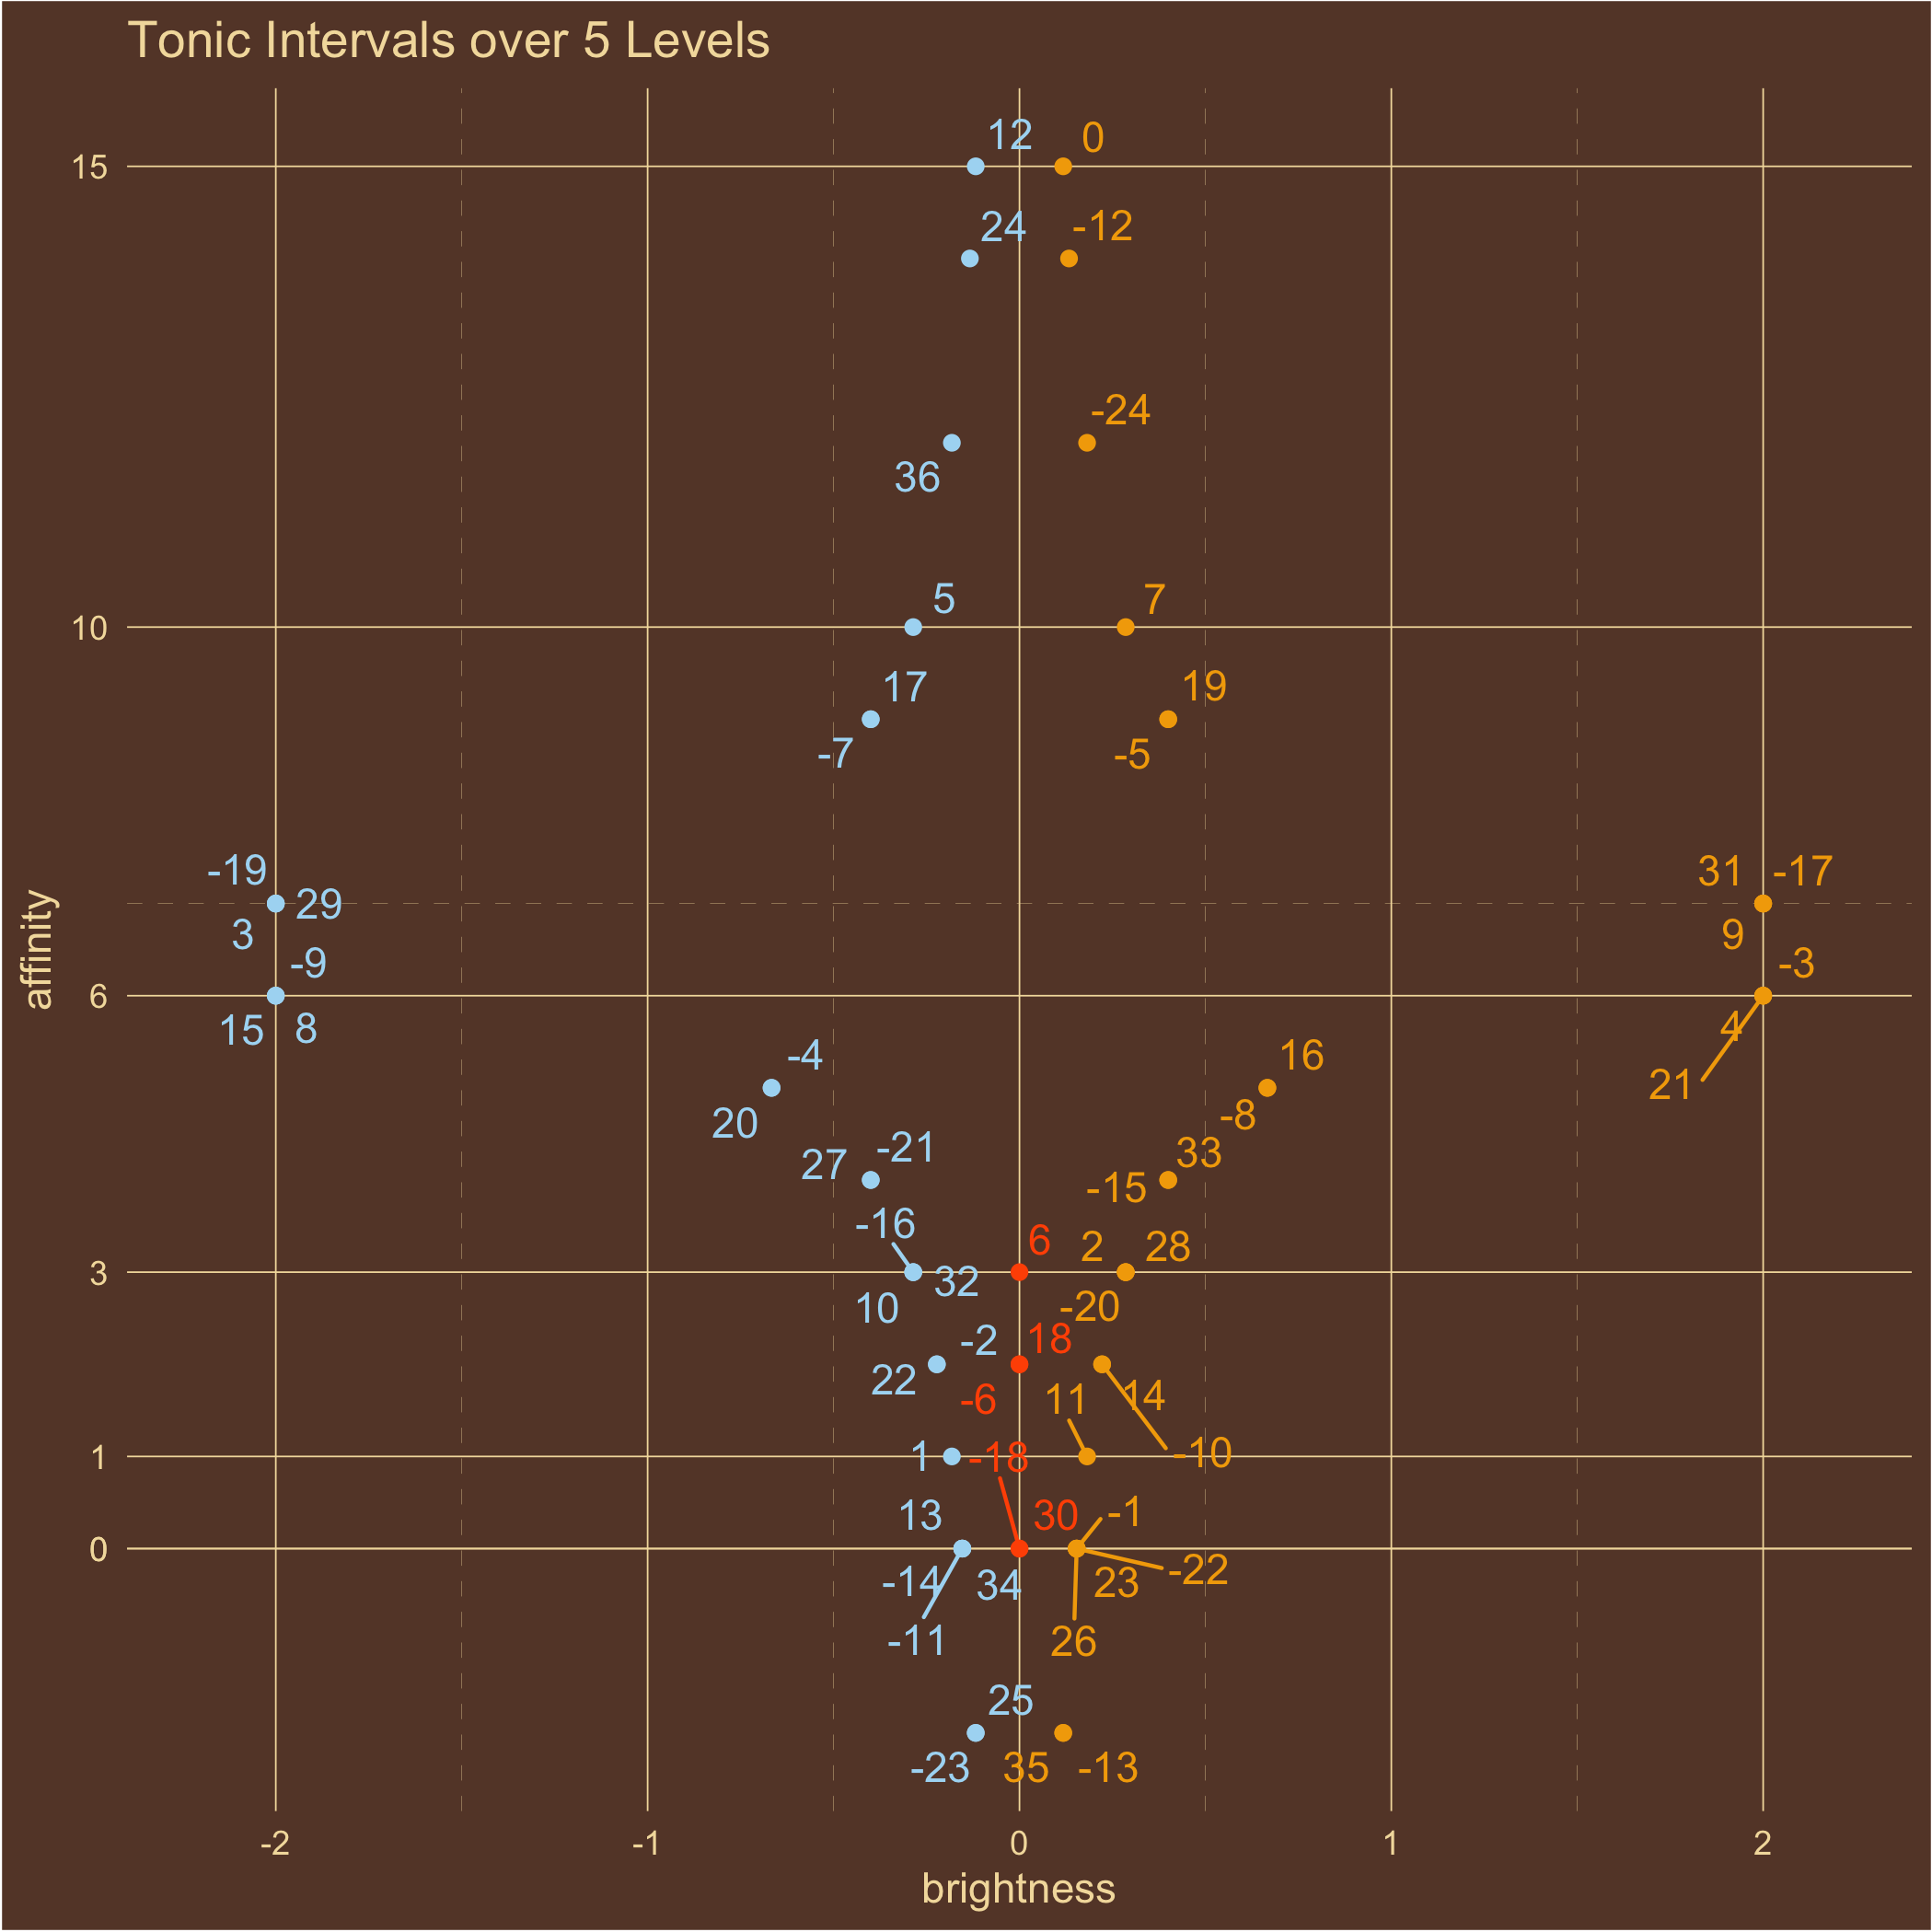 Tonic Intervals over 5 Levels
12 0
15
24 -12
-24
36
5 7
10
17 19
-7 -5
-19 31 -17
29
3 9
-9 -3
affinity
6
15 8 4
-4 16
21
20 -8
27 -21 33
-15
-16
6 2 28
3
32
10 -20
-2 18
22
-6 11 14
1
1 -18 -10
13 30 -1
0
-14 34 23 -22
-11 26
25
-23 35 -13
-2 -1 0 1 2
brightness